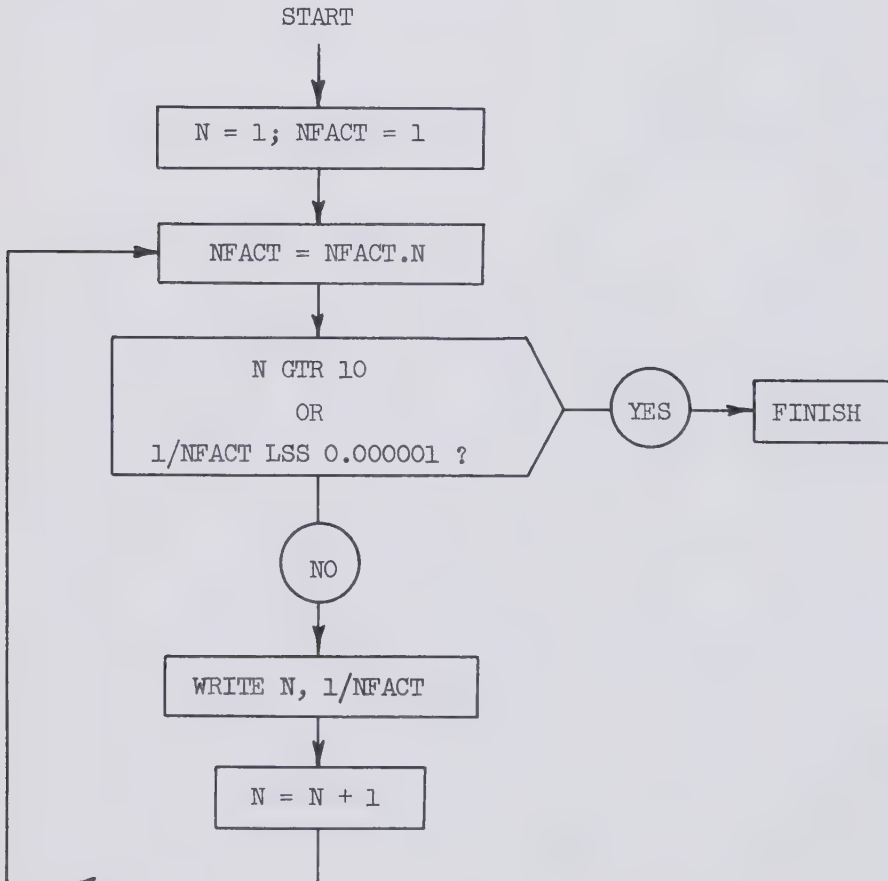 START
N = 1; NFACT = 1
NFACT = NFACT.N
N GTR 10
OR
1/NFACT LSS 0.000001 ?
YES
FINISH
NO
WRITE N, 1/NFACT
N = N + 1